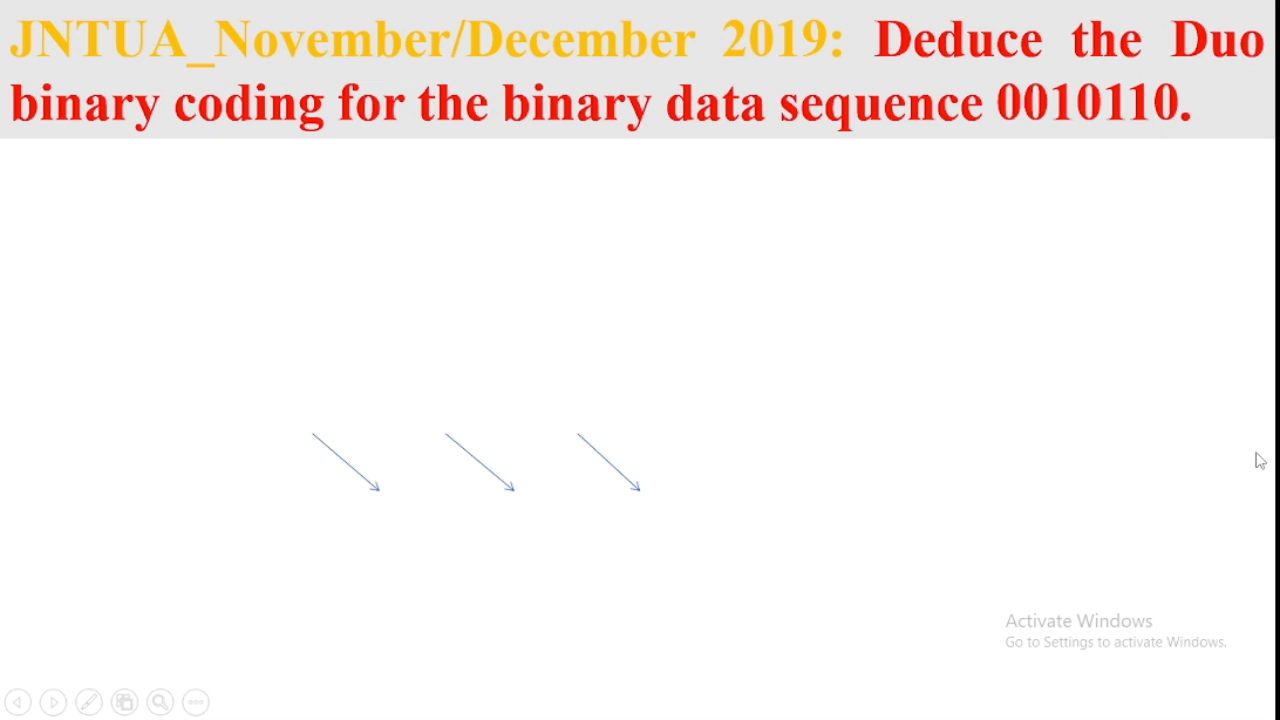 JNTUA_November/December 2019: Deduce the Duo
binary coding for the binary data sequence 0010110.
Activate Windows
Go to Settings to activate Windows.